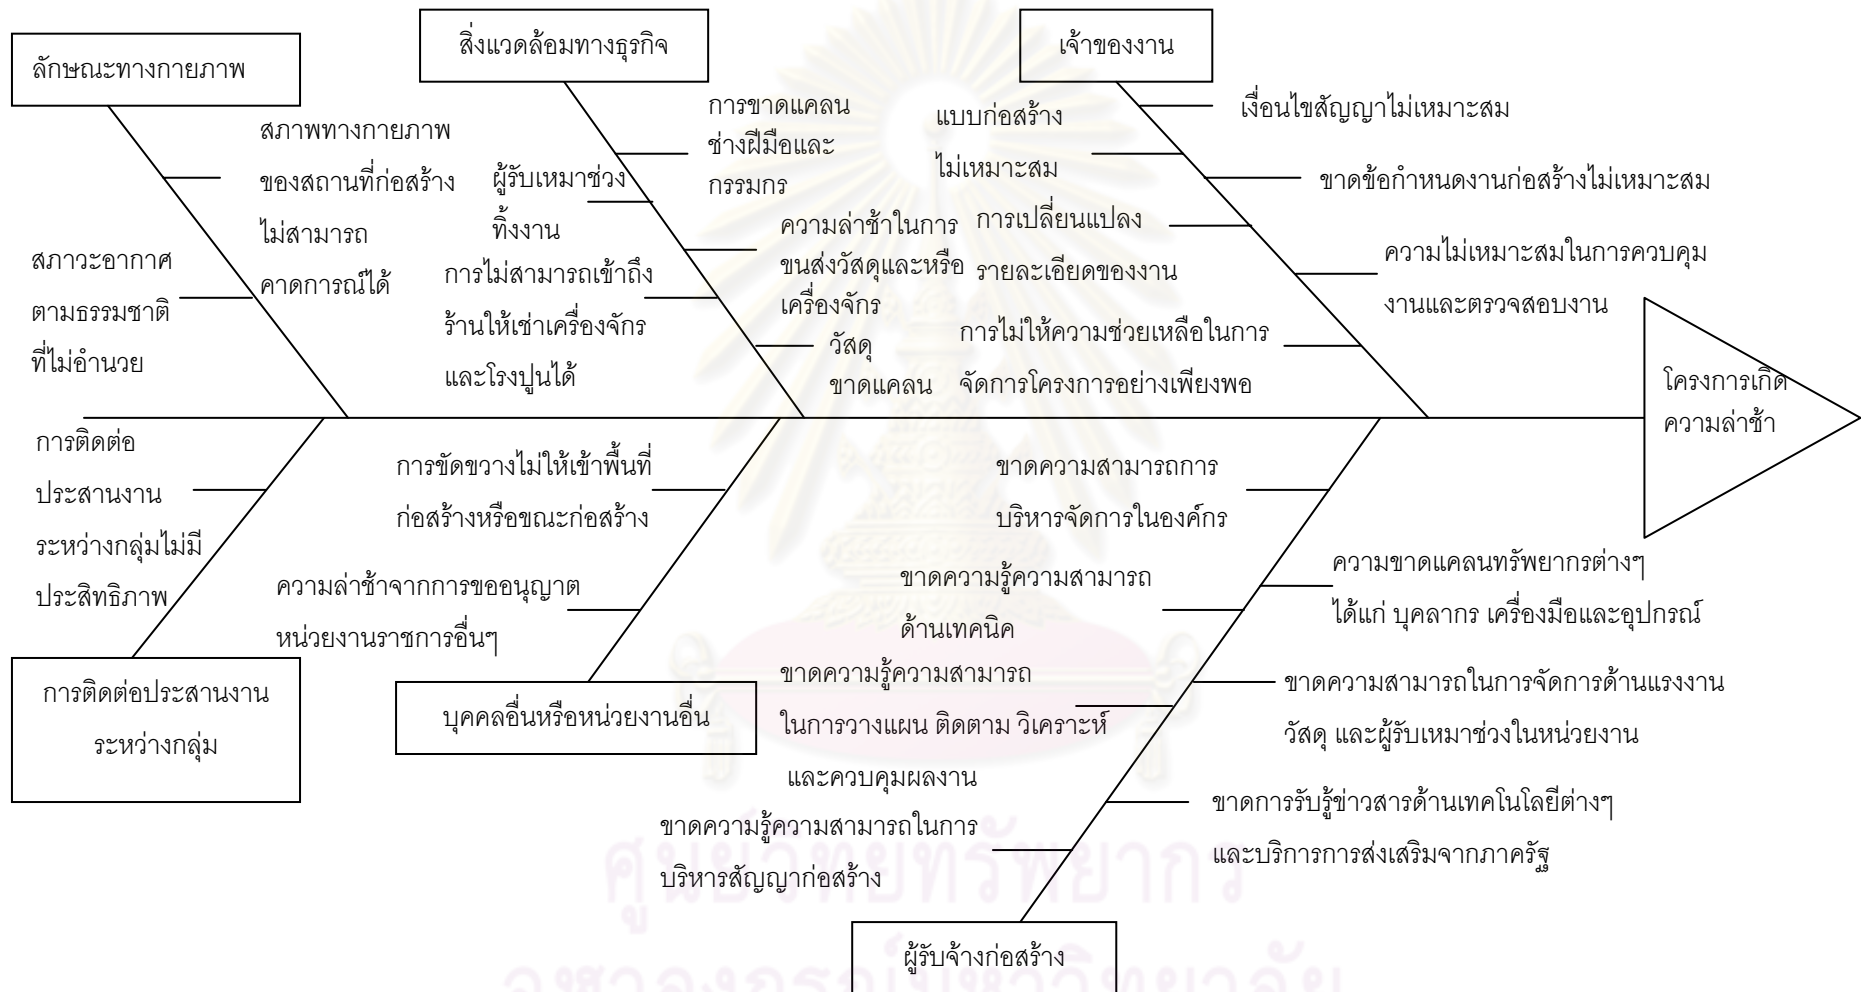 ลักษณะทางกายภาพ
สภาพทางกายภาพ
ของสถานที่ก่อสร้าง
ไม่สามารถ
คาดการณ์ได้
สภาวะอากาศ
ตามธรรมชาติ
ที่ไม่อำนวย
สิ่งแวดล้อมทางธุรกิจ
การขาดแคลน
ช่างฝีมือและ
กรรมกร
ผู้รับเหมาช่วง
ทิ้งงาน
ความล่าช้าในการ
ขนส่งวัสดุและหรือ
เครื่องจักร
การไม่สามารถเข้าถึง
ร้านให้เช่าเครื่องจักร
และโรงปูนได้
วัสดุ
ขาดแคลน
เจ้าของงาน
เงื่อนไขสัญญาไม่เหมาะสม
แบบก่อสร้าง
ไม่เหมาะสม
ขาดข้อกำหนดงานก่อสร้างไม่เหมาะสม
การเปลี่ยนแปลง
รายละเอียดของงาน
ความไม่เหมาะสมในการควบคุม
งานและตรวจสอบงาน
การไม่ให้ความช่วยเหลือในการ
จัดการโครงการอย่างเพียงพอ
โครงการเกิด
ความล่าช้า
การติดต่อ
ประสานงาน
ระหว่างกลุ่มไม่มี
ประสิทธิภาพ
การติดต่อประสานงาน
ระหว่างกลุ่ม
การขัดขวางไม่ให้เข้าพื้นที่
ก่อสร้างหรือขณะก่อสร้าง
ความล่าช้าจากการขออนุญาต
หน่วยงานราชการอื่นๆ
บุคคลอื่นหรือหน่วยงานอื่น
ขาดความสามารถการ
บริหารจัดการในองค์กร
ความขาดแคลนทรัพยากรต่างๆ
ได้แก่ บุคลากร เครื่องมือและอุปกรณ์
ขาดความรู้ความสามารถ
ด้านเทคนิค
ขาดความสามารถในการจัดการด้านแรงงาน
วัสดุ และผู้รับเหมาช่วงในหน่วยงาน
ขาดความรู้ความสามารถ
ในการวางแผน ติดตาม วิเคราะห์
และควบคุมผลงาน
ขาดการรับรู้ข่าวสารด้านเทคโนโลยีต่างๆ
และบริการการส่งเสริมจากภาครัฐ
ขาดความรู้ความสามารถในการ
บริหารสัญญาก่อสร้าง
ผู้รับจ้างก่อสร้าง
ศูนย์วิทยทรัพยากร
จุฬาลงกรณ์มหาวิทยาลัย